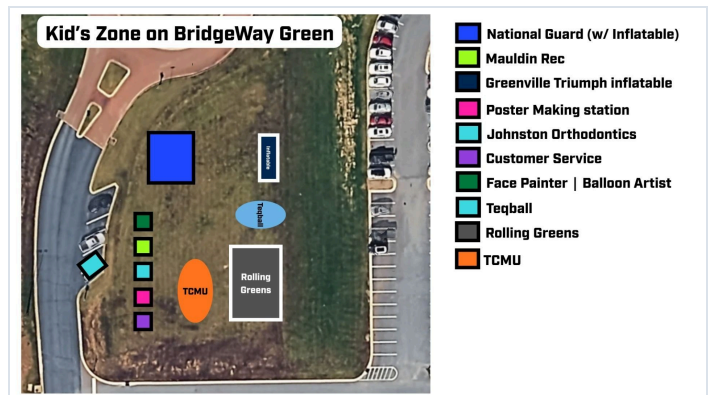 Kid's Zone on BridgeWay Green
Inflatable
Teqball
Rolling
Greens
TCMU
National Guard (w/ Inflatable)
Mauldin Rec
Greenville Triumph inflatable
Poster Making station
Johnston Orthodontics
Customer Service
Face Painter | Balloon Artist
Teqball
Rolling Greens
TCMU